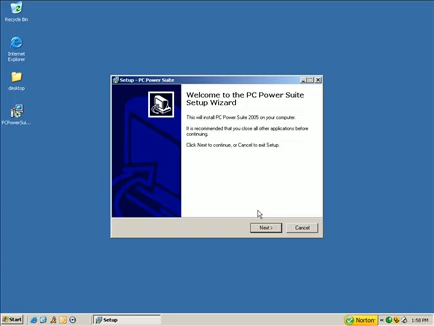 Recycle Bin
Internet
Explorer
desktop
PCPowerSui...
Setup - PC Power Suite
Welcome to the PC Power Suite
Setup Wizard
This will install PC Power Suite 2005 on your computer.
It is recommended that you close all other applications before
continuing.
Click Next to continue, or Cancel to exit Setup.
Next >
Cancel
Start
Setup
Norton
1:58 PM